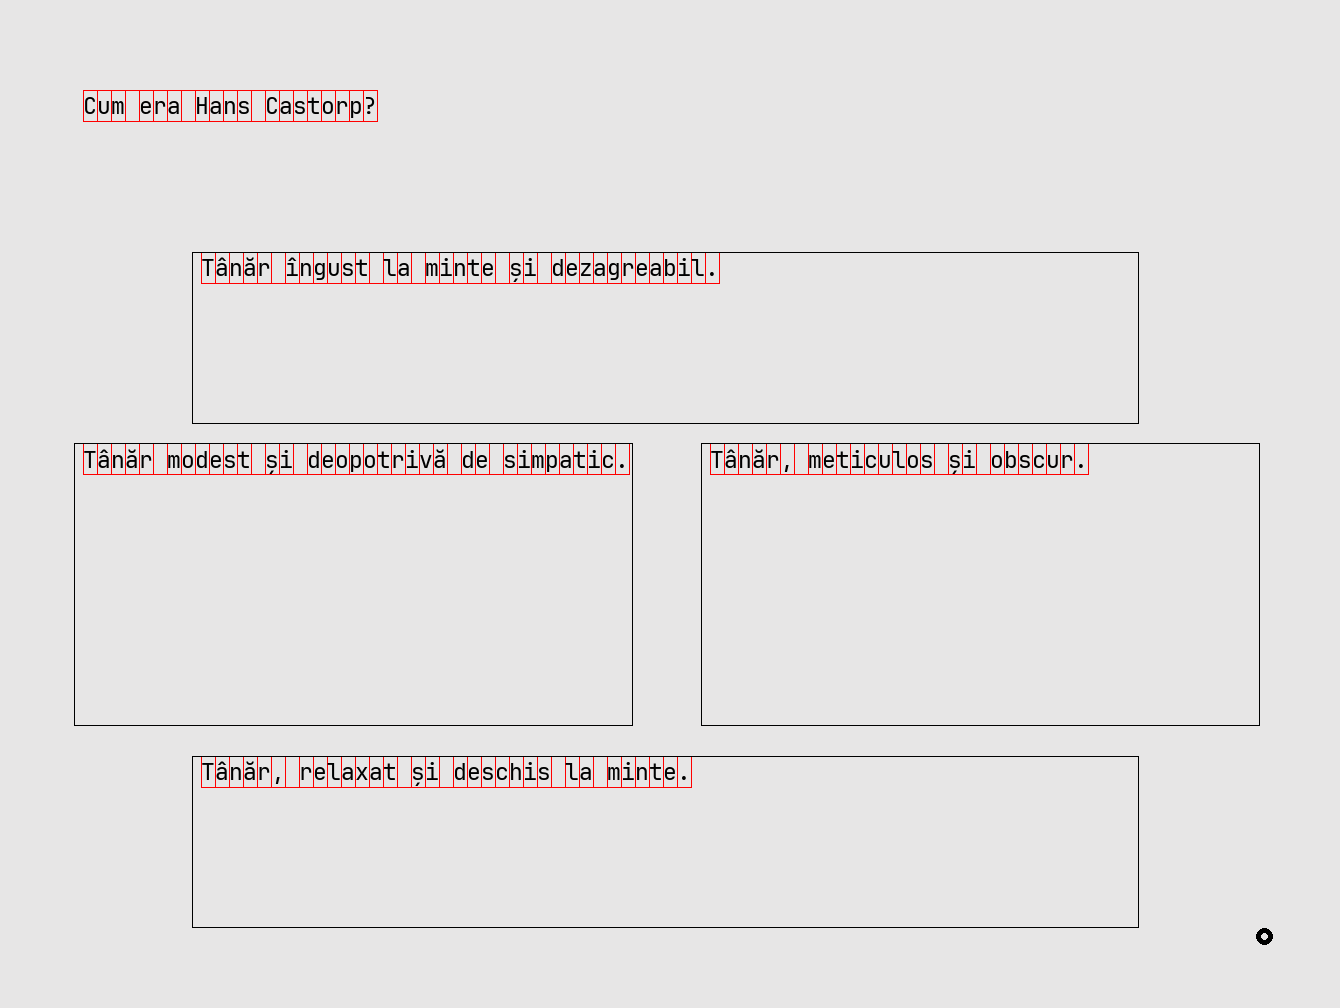 Cum era Hans Castorp?
Tânăr îngust la minte și dezagreabil.
Tânăr modest și deopotrivă de simpatic.
Tânăr, meticulos și obscur.
Tânăr, relaxat și deschis la minte.